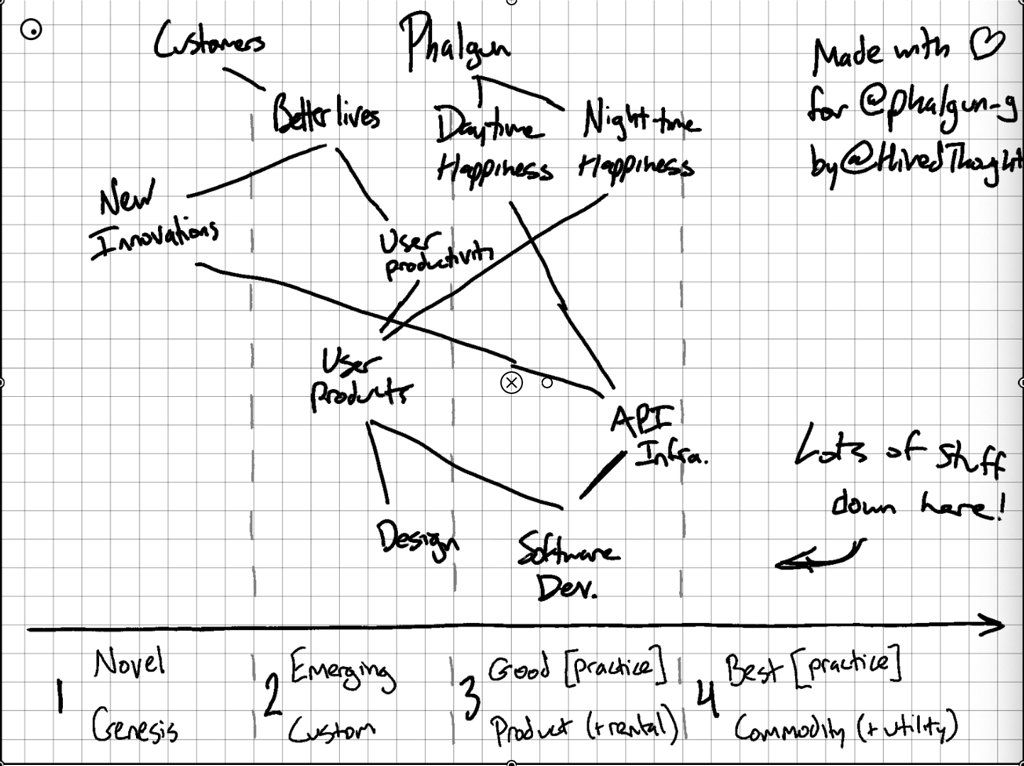 Customers
Phalgun
Made with ♡
for @phalgun-g
by @HivedThought
Better lives
Daytime
Happiness
Night-time
Happiness
New
Innovations
User
productivity
User
products
API
Infra.
Lots of stuff
down here!
Design
Software
Dev.
1
Novel
Genesis
2
Emerging
Custom
3
Good [practice]
Product (+rental)
4
Best [practice]
Commodity (+utility)